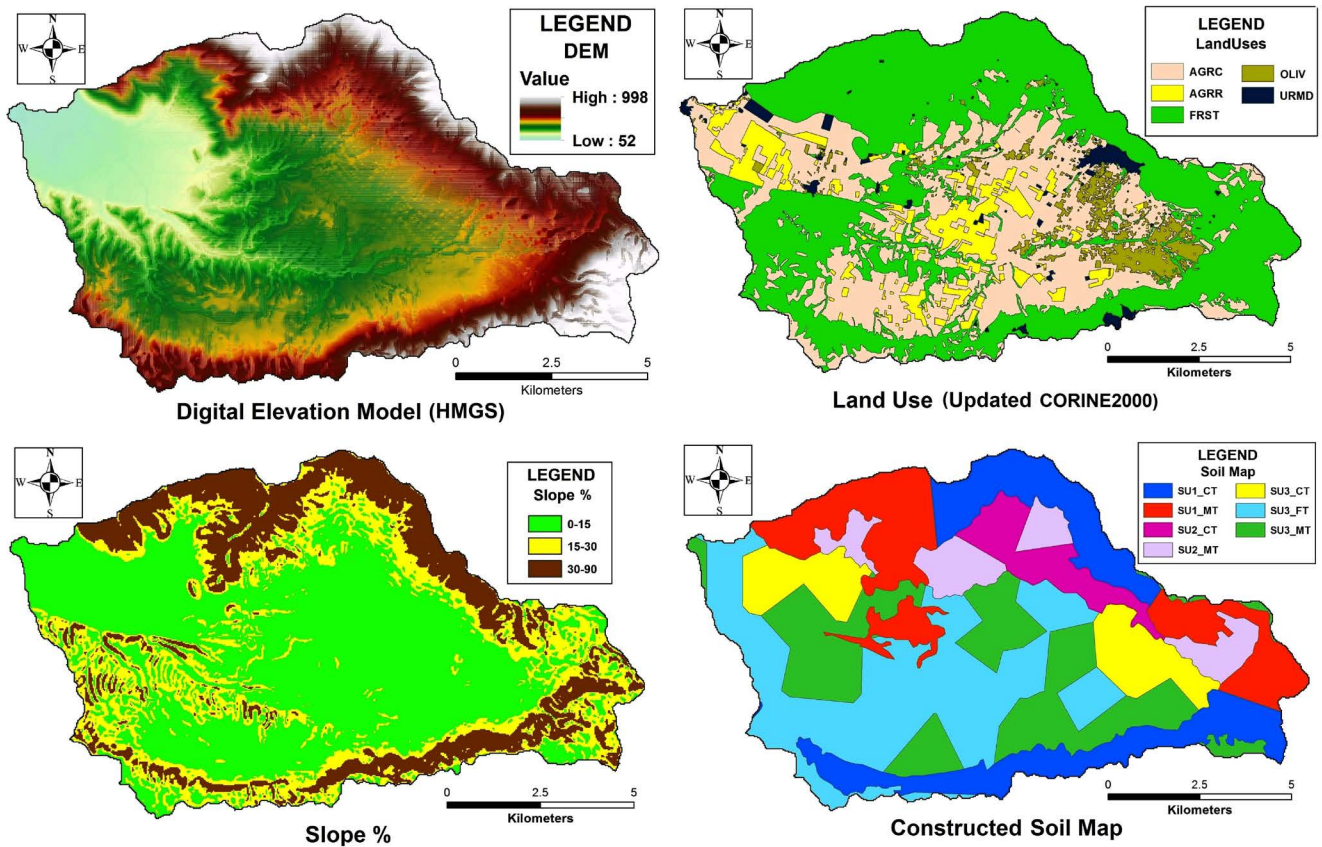 N
W E
S
LEGEND
DEM
Value
High : 998
Low : 52
0 2.5 5
Kilometers
Digital Elevation Model (HMGS)
N
W E
S
LEGEND
LandUses
AGRC OLIV
AGRR URMD
FRST
0 2.5 5
Kilometers
Land Use (Updated CORINE2000)
N
W E
S
LEGEND
Slope %
0-15
15-30
30-90
0 2.5 5
Kilometers
Slope %
N
W E
S
LEGEND
Soil Map
SU1_CT SU3_CT
SU1_MT SU3_FT
SU2_CT SU3_MT
SU2_MT
0 2.5 5
Kilometers
Constructed Soil Map